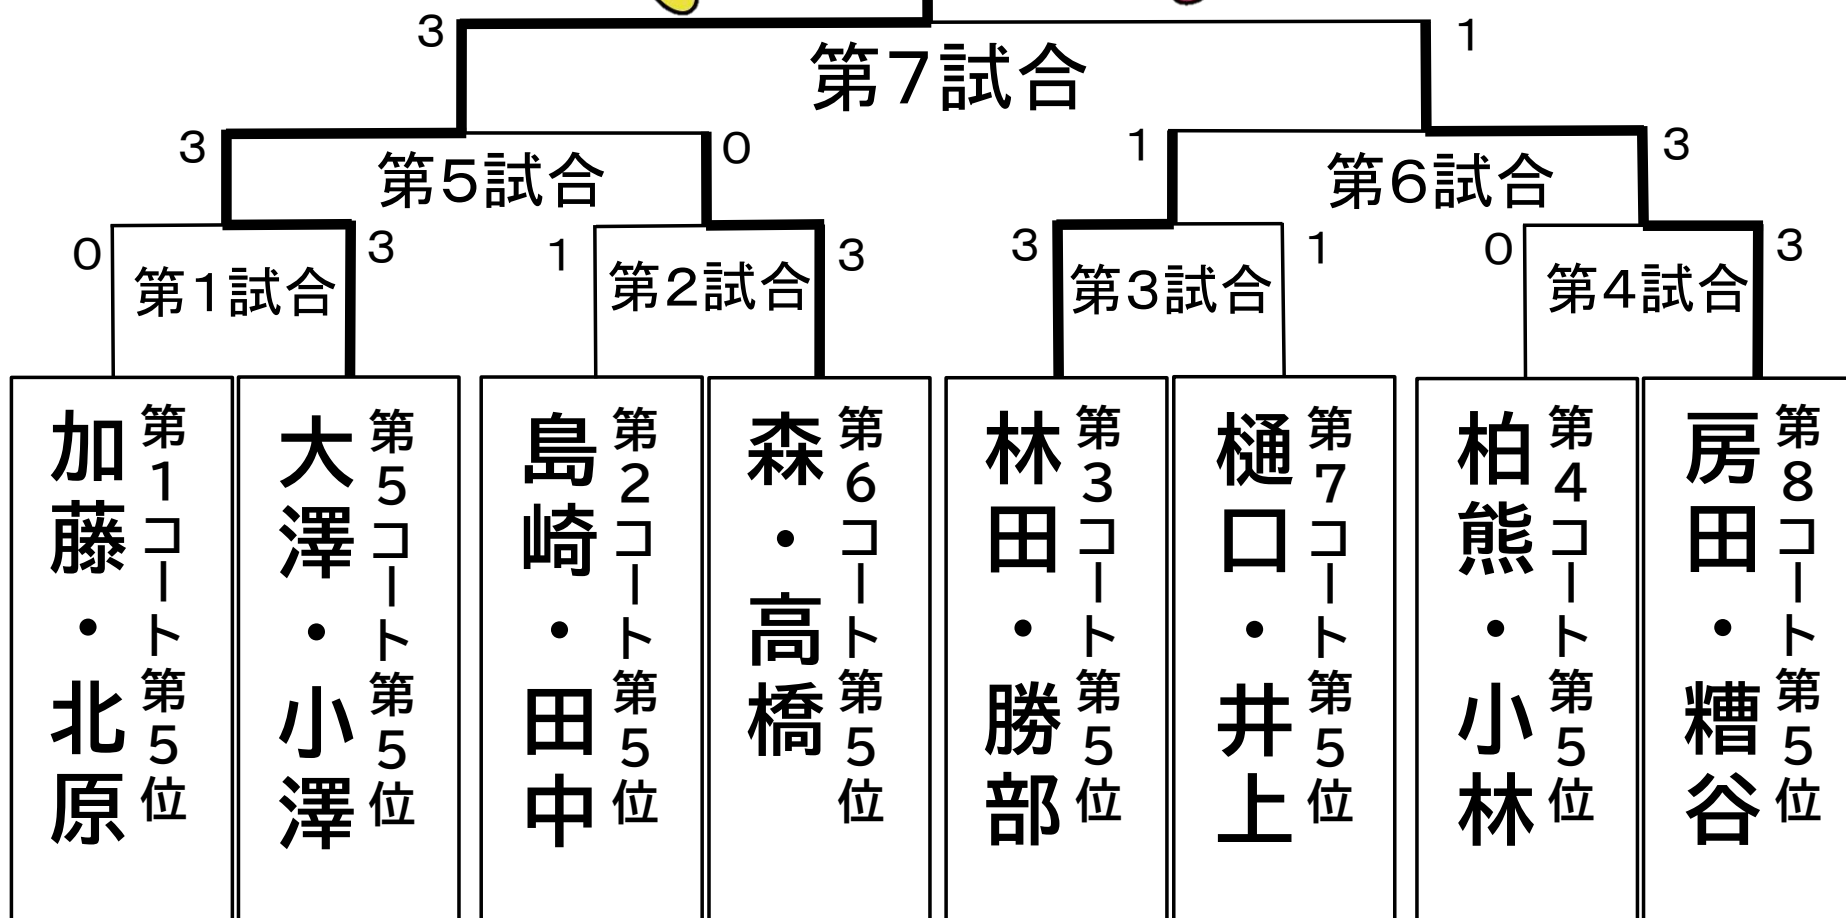 3
1
第7試合
3
0
1
3
第5試合
第6試合
0
3
1
3
3
1
0
3
第1試合
第2試合
第3試合
第4試合
第1コート第5位
加藤・北原
第5コート第5位
大澤・小澤
第2コート第5位
島崎・田中
第6コート第5位
森・高橋
第3コート第5位
林田・勝部
第7コート第5位
樋口・井上
第4コート第5位
柏熊・小林
第8コート第5位
房田・糟谷